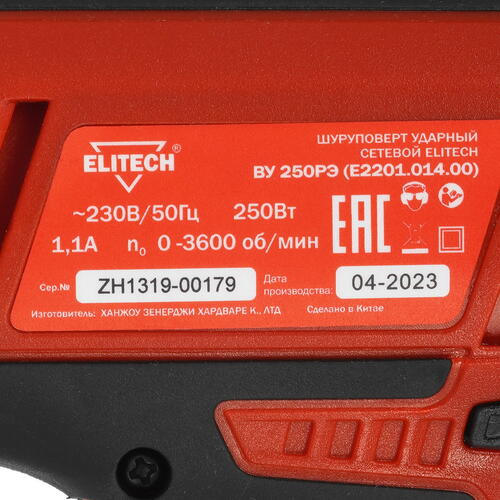 ELITECH®
ШУРУПОВЕРТ УДАРНЫЙ
СЕТЕВОЙ ELITECH
ВУ 250РЭ (E2201.014.00)
~230В/50Гц 250Вт
1,1А n₀ 0 -3600 об/мин
EAC
Сер.№ ZH1319-00179 Дата производства: 04-2023
Изготовитель: ХАНЖОУ ЗЕНЕРДЖИ ХАРДВАРЕ К., ЛТД Сделано в Китае